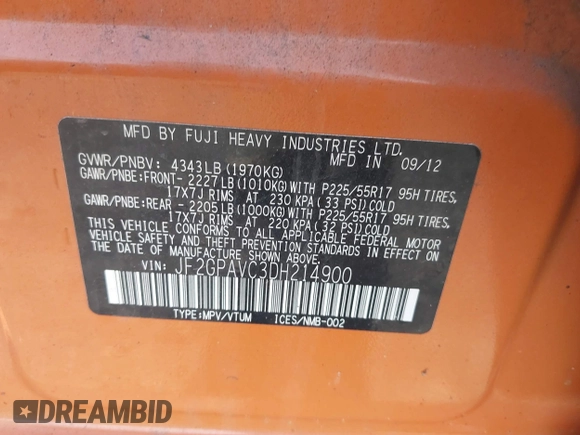 MFD BY FUJI HEAVY INDUSTRIES LTD.
MFD IN 09/12
GVWR/PNBV: 4343LB(1970KG)
GAWR/PNBE:FRONT- 2227LB(1010KG)WITH P225/55R17 95H TIRES,
17X7J RIMS AT 230 KPA( 33 PSI)COLD
GAWR/PNBE:REAR - 2205LB(1000KG)WITH P225/55R17 95H TIRES,
17X7J RIMS AT 220 KPA( 32 PSI)COLD
THIS VEHICLE CONFORMS TO ALL APPLICABLE FEDERAL MOTOR
VEHICLE SAFETY AND THEFT PREVENTION STANDARDS IN EFFECT ON
THE DATE OF MANUFACTURE SHOWN ABOVE.
VIN: JF2GPAVC3DH214900
TYPE:MPV/VTUM ICES/NMB-002
DREAMBID